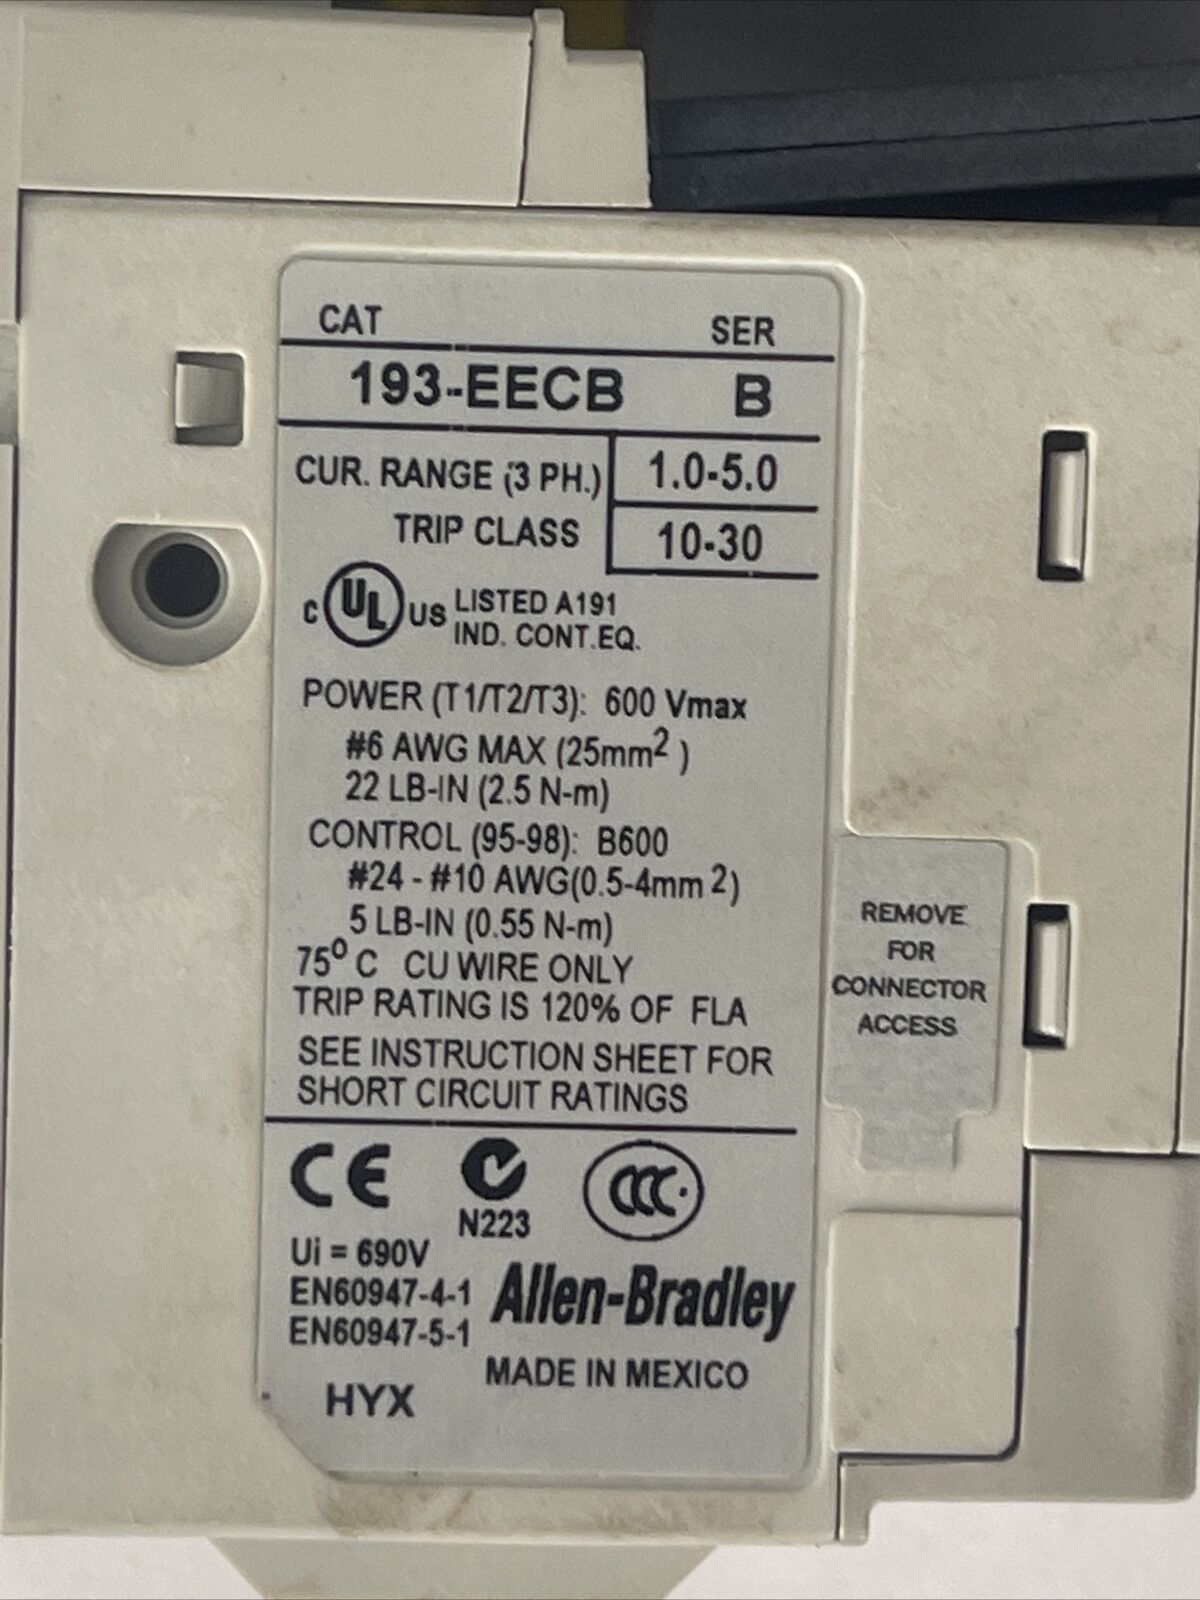 CAT SER
193-EECB B
CUR. RANGE (3 PH.) 1.0-5.0
TRIP CLASS 10-30
C UL US LISTED A191
IND. CONT.EQ.
POWER (T1/T2/T3): 600 Vmax
#6 AWG MAX (25mm²)
22 LB-IN (2.5 N-m)
CONTROL (95-98): B600
#24 - #10 AWG(0.5-4mm²)
5 LB-IN (0.55 N-m)
75° C CU WIRE ONLY
TRIP RATING IS 120% OF FLA
SEE INSTRUCTION SHEET FOR
SHORT CIRCUIT RATINGS
REMOVE
FOR
CONNECTOR
ACCESS
CE CCC
N223
Ui = 690V
EN60947-4-1
EN60947-5-1
Allen-Bradley
MADE IN MEXICO
HYX